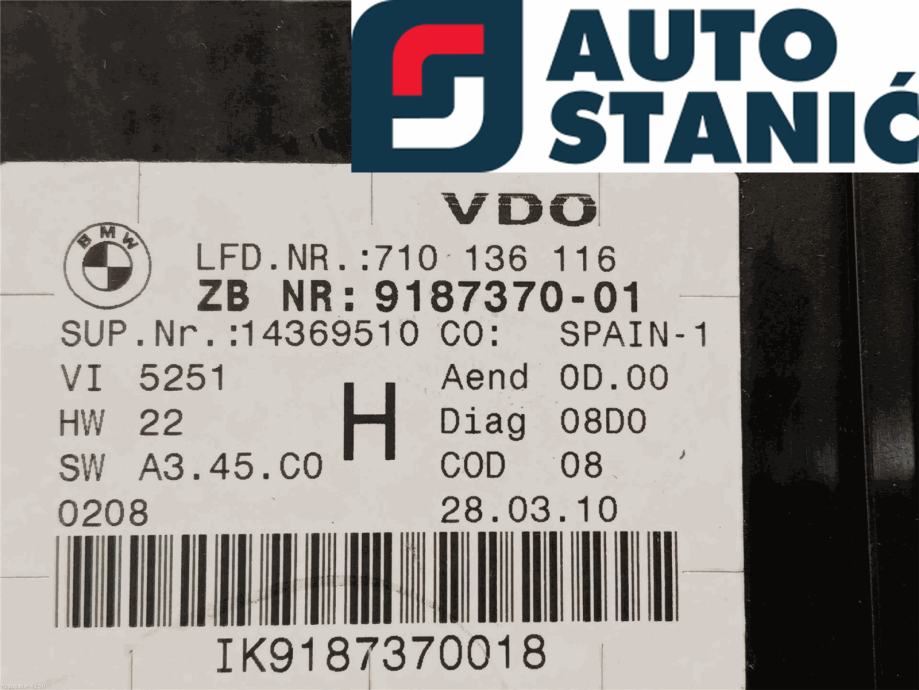 AUTO
STANIĆ
VDO
BMW
LFD.NR.:710 136 116
ZB NR: 9187370-01
SUP.Nr.:14369510 CO: SPAIN-1
VI 5251 Aend 0D.00
HW 22 H Diag 08D0
SW A3.45.C0 COD 08
0208 28.03.10
IK9187370018